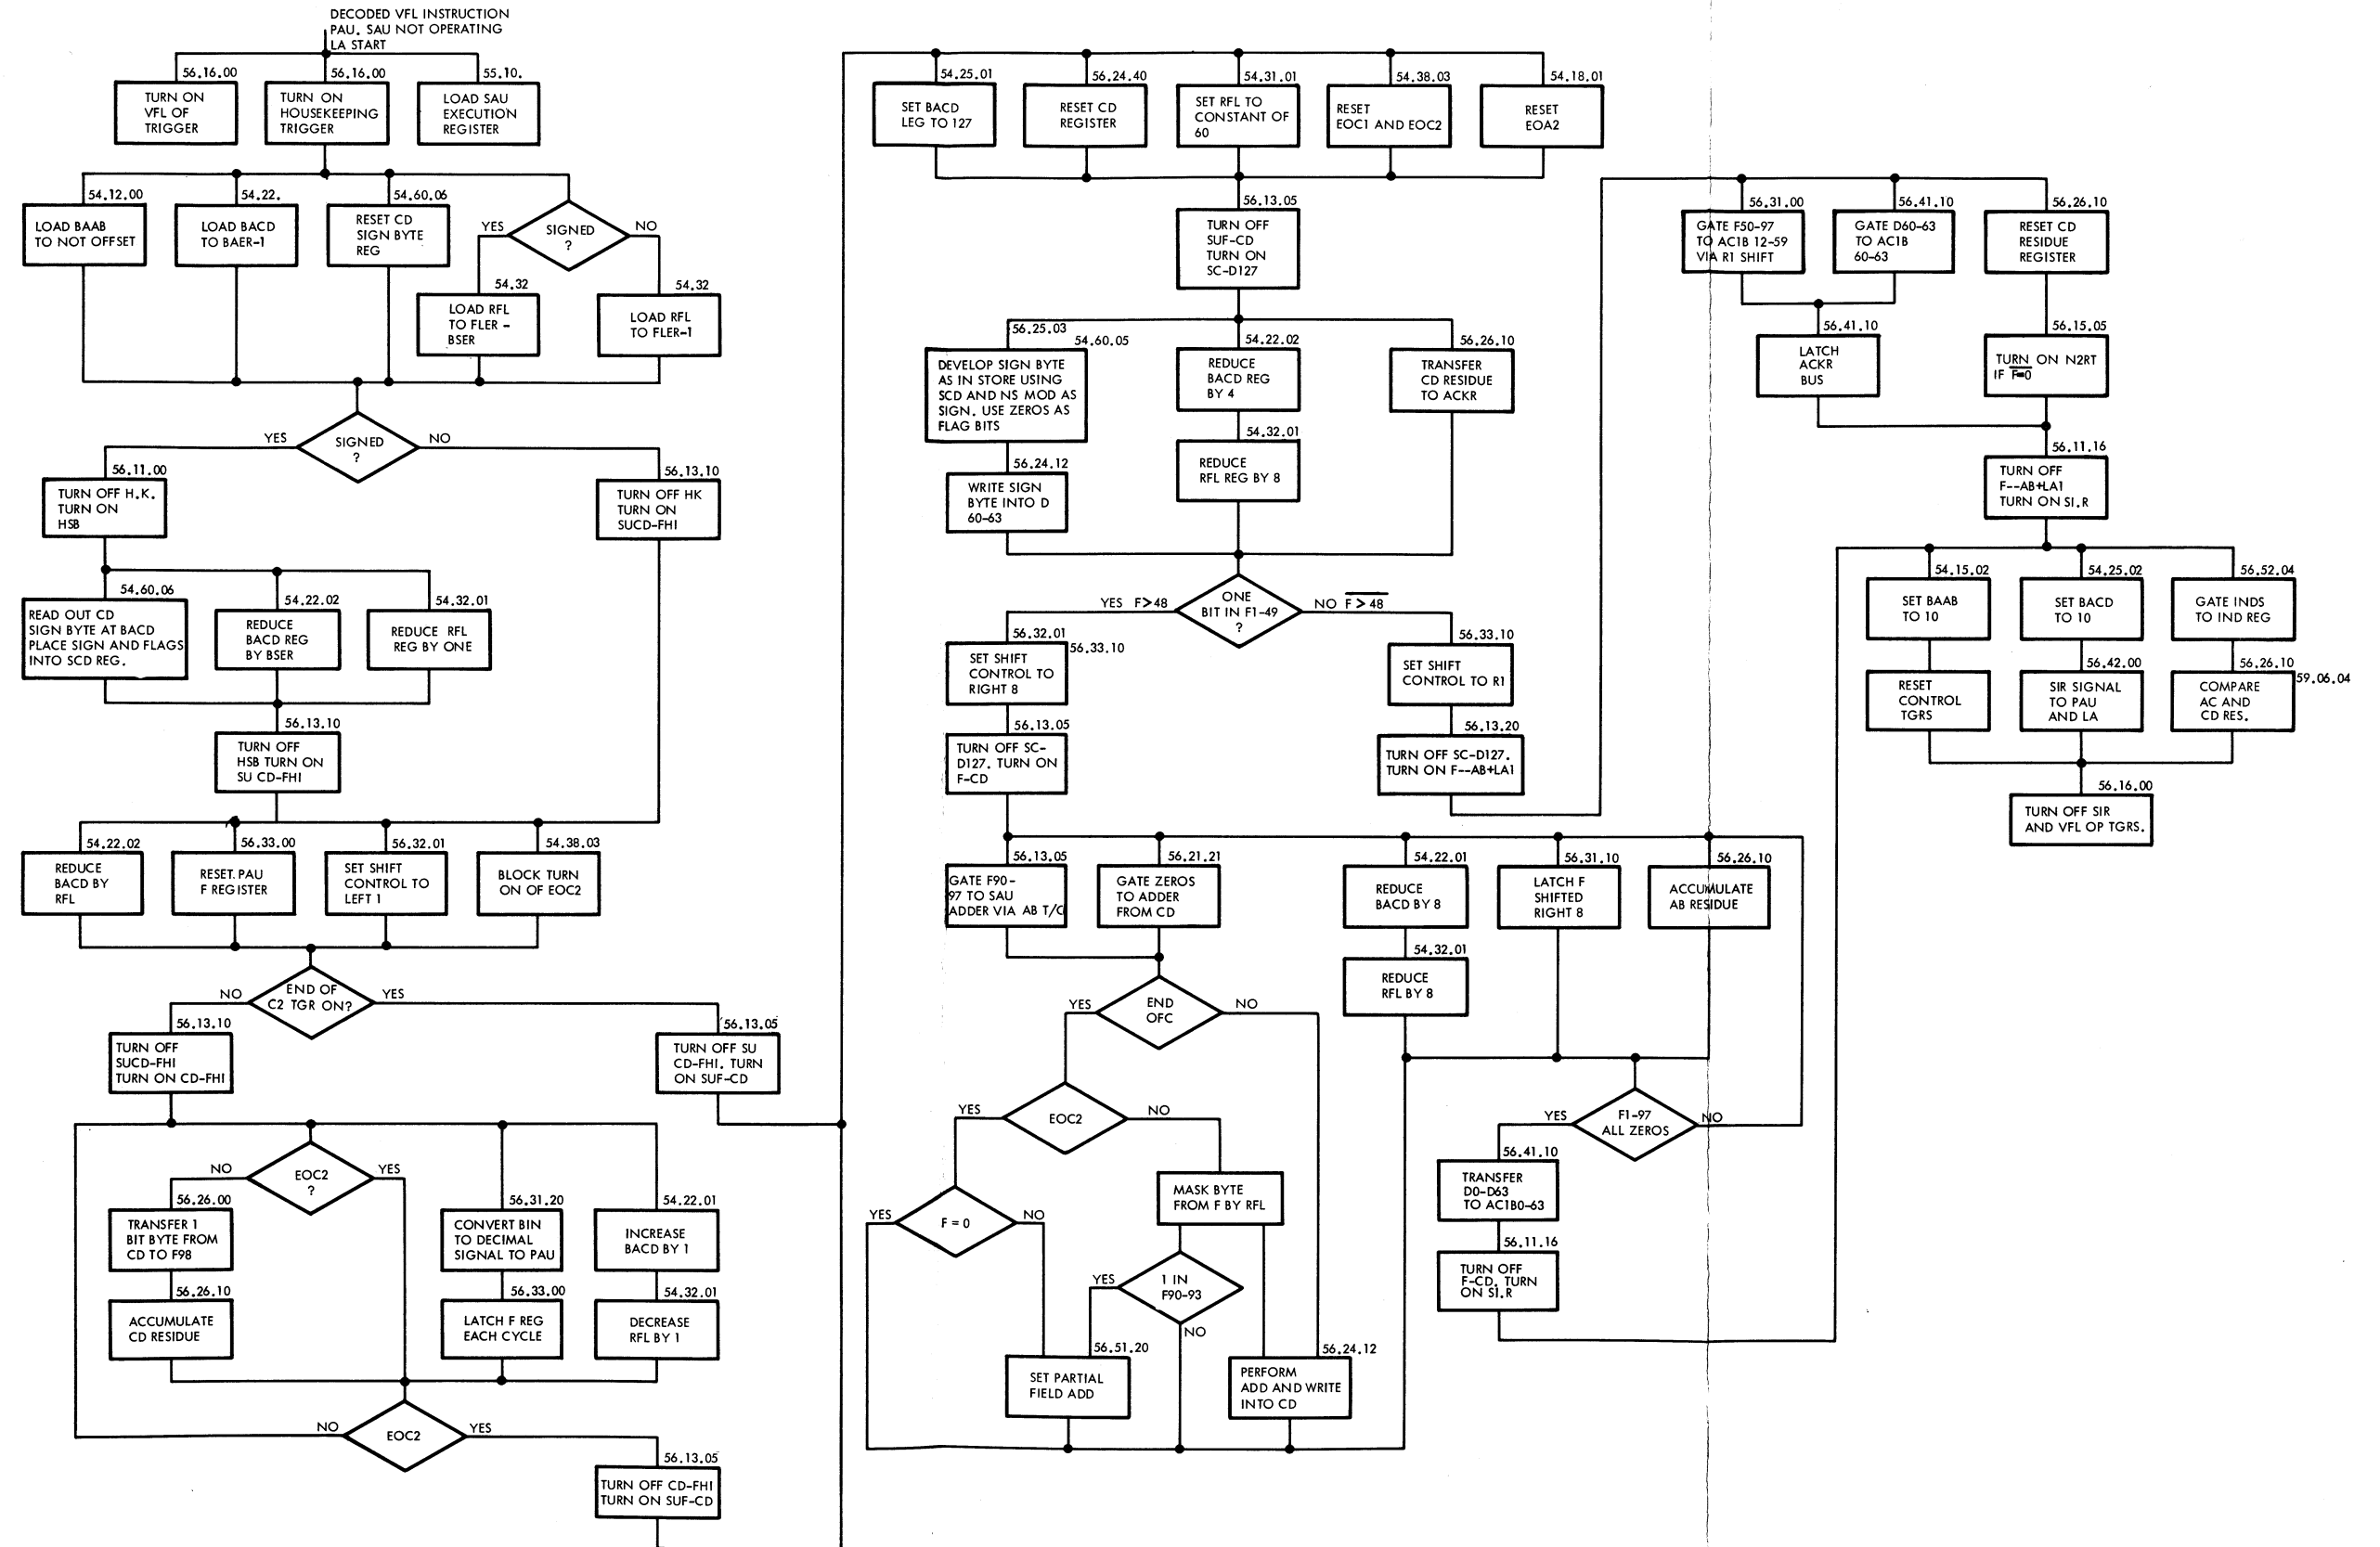 DECODED VFL INSTRUCTION
PAU. SAU NOT OPERATING
LA START
56.16.00
TURN ON
VFL OF
TRIGGER
56.16.00
TURN ON
HOUSEKEEPING
TRIGGER
55.10.
LOAD SAU
EXECUTION
REGISTER
54.12.00
LOAD BAAB
TO NOT OFFSET
54.22.
LOAD BACD
TO BAER-1
54.60.06
RESET CD
SIGN BYTE
REG
YES
SIGNED
?
NO
54.32
LOAD RFL
TO FLER -
BSER
54.32
LOAD RFL
TO FLER-1
YES
SIGNED
?
NO
56.11.00
TURN OFF H.K.
TURN ON
HSB
56.13.10
TURN OFF HK
TURN ON
SUCD-FHI
54.60.06
READ OUT CD
SIGN BYTE AT BACD
PLACE SIGN AND FLAGS
INTO SCD REG.
54.22.02
REDUCE
BACD REG
BY BSER
54.32.01
REDUCE RFL
REG BY ONE
56.13.10
TURN OFF
HSB TURN ON
SU CD-FHI
54.22.02
REDUCE
BACD BY
RFL
56.33.00
RESET. PAU
F REGISTER
56.32.01
SET SHIFT
CONTROL TO
LEFT 1
54.38.03
BLOCK TURN
ON OF EOC2
NO
END OF
C2 TGR ON?
YES
56.13.10
TURN OFF
SUCD-FHI
TURN ON CD-FHI
56.13.05
TURN OFF SU
CD-FHI. TURN
ON SUF-CD
NO
EOC2
?
YES
56.26.00
TRANSFER 1
BIT BYTE FROM
CD TO F98
56.26.10
ACCUMULATE
CD RESIDUE
56.31.20
CONVERT BIN
TO DECIMAL
SIGNAL TO PAU
56.33.00
LATCH F REG
EACH CYCLE
54.22.01
INCREASE
BACD BY 1
54.32.01
DECREASE
RFL BY 1
NO
EOC2
YES
56.13.05
TURN OFF CD-FHI
TURN ON SUF-CD
54.25.01
SET BACD
LEG TO 127
56.24.40
RESET CD
REGISTER
54.31.01
SET RFL TO
CONSTANT OF
60
54.38.03
RESET
EOC1 AND EOC2
54.18.01
RESET
EOA2
56.13.05
TURN OFF
SUF-CD
TURN ON
SC-D127
56.25.03
54.60.05
DEVELOP SIGN BYTE
AS IN STORE USING
SCD AND NS MOD AS
SIGN. USE ZEROS AS
FLAG BITS
56.24.12
WRITE SIGN
BYTE INTO D
60-63
54.22.02
REDUCE
BACD REG
BY 4
54.32.01
REDUCE
RFL REG BY 8
56.26.10
TRANSFER
CD RESIDUE
TO ACKR
YES F>48
ONE
BIT IN F1-49
?
NO F > 48
56.32.01
56.33.10
SET SHIFT
CONTROL TO
RIGHT 8
56.13.05
TURN OFF SC-
D127. TURN ON
F-CD
56.33.10
SET SHIFT
CONTROL TO R1
56.13.20
TURN OFF SC-D127.
TURN ON F--AB+LA1
56.13.05
GATE F90-
97 TO SAU
ADDER VIA AB T/C
56.21.21
GATE ZEROS
TO ADDER
FROM CD
54.22.01
REDUCE
BACD BY 8
54.32.01
REDUCE
RFL BY 8
56.31.10
LATCH F
SHIFTED
RIGHT 8
56.26.10
ACCUMULATE
AB RESIDUE
YES
END
OFC
NO
YES
EOC2
NO
YES
F = 0
NO
MASK BYTE
FROM F BY RFL
YES
1 IN
F90-93
NO
56.51.20
SET PARTIAL
FIELD ADD
56.24.12
PERFORM
ADD AND WRITE
INTO CD
YES
F1-97
ALL ZEROS
NO
56.41.10
TRANSFER
D0-D63
TO AC1B0-63
56.11.16
TURN OFF
F-CD. TURN
ON S1.R
56.31.00
GATE F50-97
TO AC1B 12-59
VIA R1 SHIFT
56.41.10
GATE D60-63
TO AC1B
60-63
56.26.10
RESET CD
RESIDUE
REGISTER
56.41.10
LATCH
ACKR
BUS
56.15.05
TURN ON N2RT
IF F=0
56.11.16
TURN OFF
F--AB+LA1
TURN ON S1.R
54.15.02
SET BAAB
TO 10
RESET
CONTROL
TGRS
54.25.02
SET BACD
TO 10
56.42.00
SIR SIGNAL
TO PAU
AND LA
56.52.04
GATE INDS
TO IND REG
56.26.10
59.06.04
COMPARE
AC AND
CD RES.
56.16.00
TURN OFF SIR
AND VFL OP TGRS.